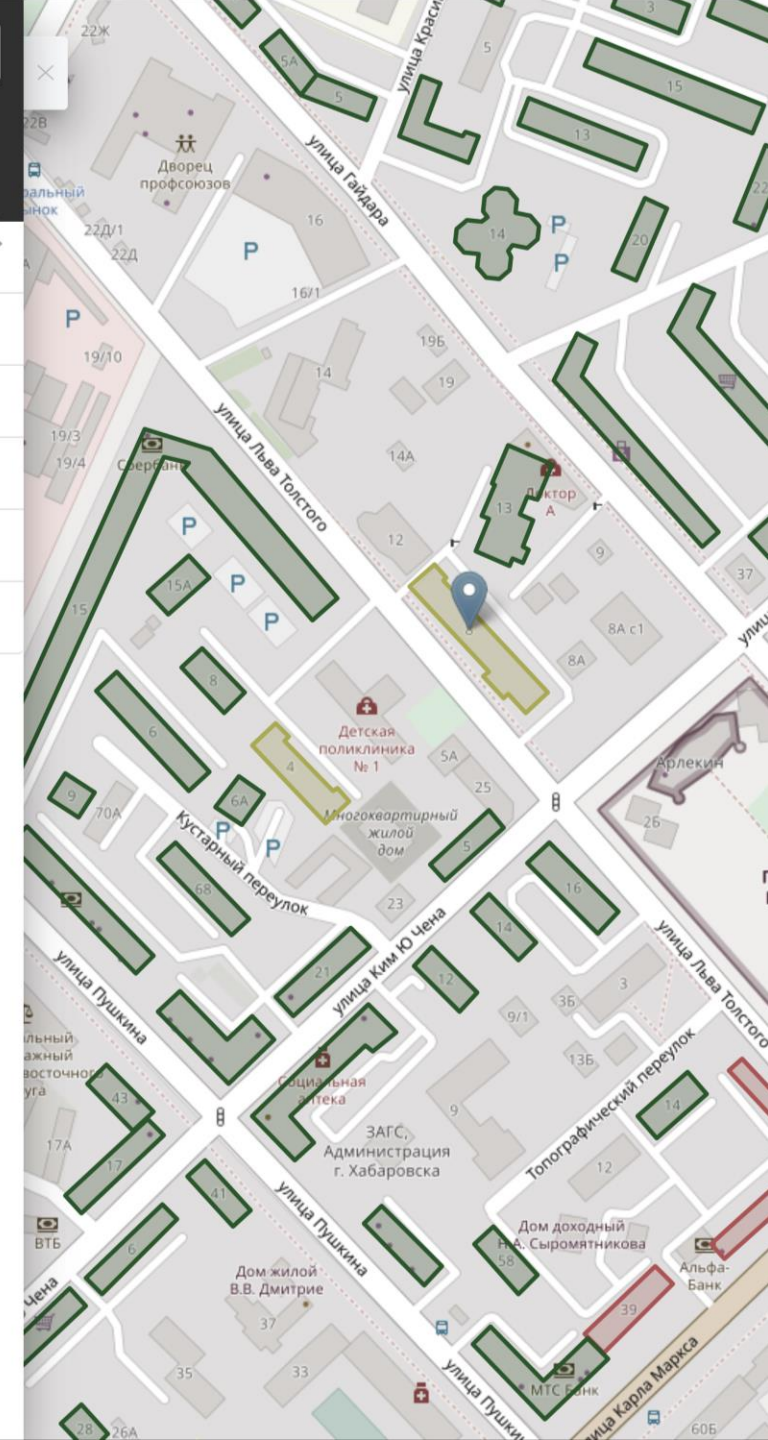 3
22Ж
5
5А
5
улица Краси
15
13
22В
Дворец
профсоюзов
улица Гайдара
ральный
ынок
22
16
14
P
20
P
22Д/1
22Д
P
16/1
P
19Б
19/10
14
19
19/3
19/4
14А
Сбербанк
улица Льва Толстого
Доктор
А
13
P
12
9
37
15А
P
15
P
8А с1
улиц
8А
8
6
Детская
поликлиника
№ 1
5А
Арлекин
4
25
9
6А
70А
26
Многоквартирный
жилой
дом
P
P
5
Кустарный переулок
68
16
23
14
улица Ким Ю Чена
21
12
3
3Б
улица Льва Толстого
улица Пушкина
9/1
13Б
Социальная
аптека
43
14
9
ЗАГС,
Администрация
г. Хабаровска
Топографический переулок
17А
17
12
41
улица Пушкина
ВТБ
6
58
Дом доходный
Н.А. Сыромятникова
Альфа-
Банк
Дом жилой
В.В. Дмитрие
39
Чена
37
35
33
МТС Банк
улица Пушкин
лица Карла Маркса
28
26А
60Б